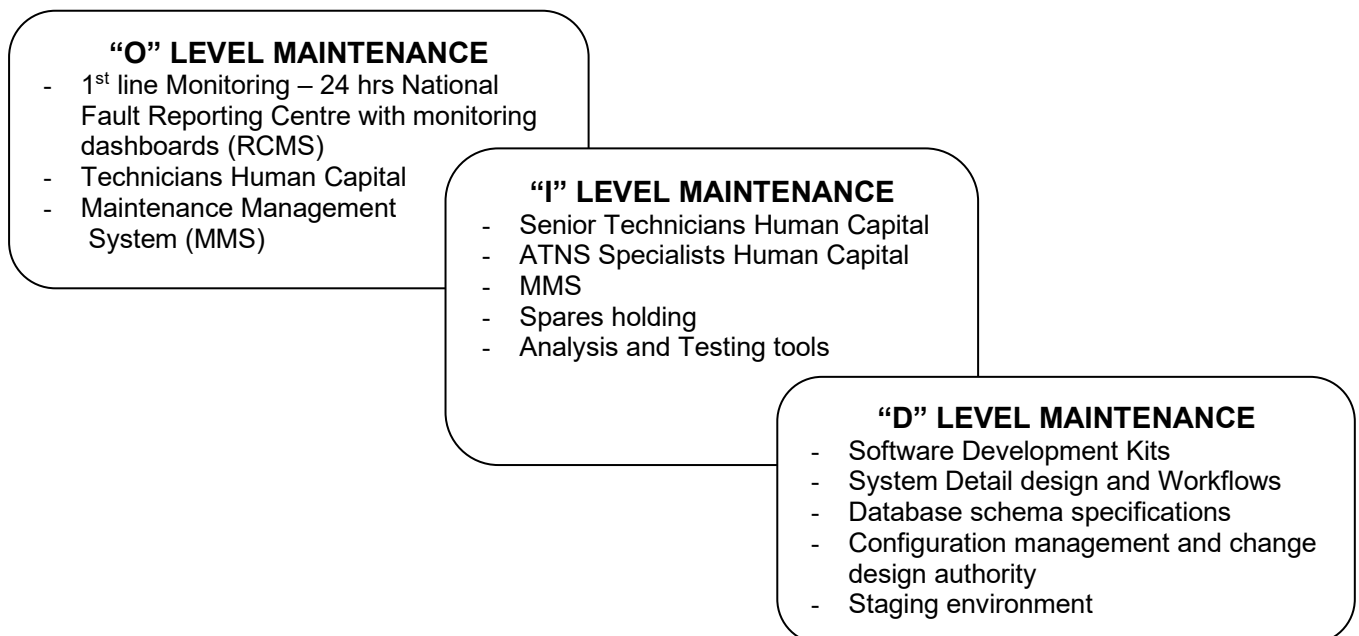 “O” LEVEL MAINTENANCE
- 1st line Monitoring – 24 hrs National
Fault Reporting Centre with monitoring
dashboards (RCMS)
- Technicians Human Capital
- Maintenance Management
System (MMS)
“I” LEVEL MAINTENANCE
- Senior Technicians Human Capital
- ATNS Specialists Human Capital
- MMS
- Spares holding
- Analysis and Testing tools
“D” LEVEL MAINTENANCE
- Software Development Kits
- System Detail design and Workflows
- Database schema specifications
- Configuration management and change
design authority
- Staging environment